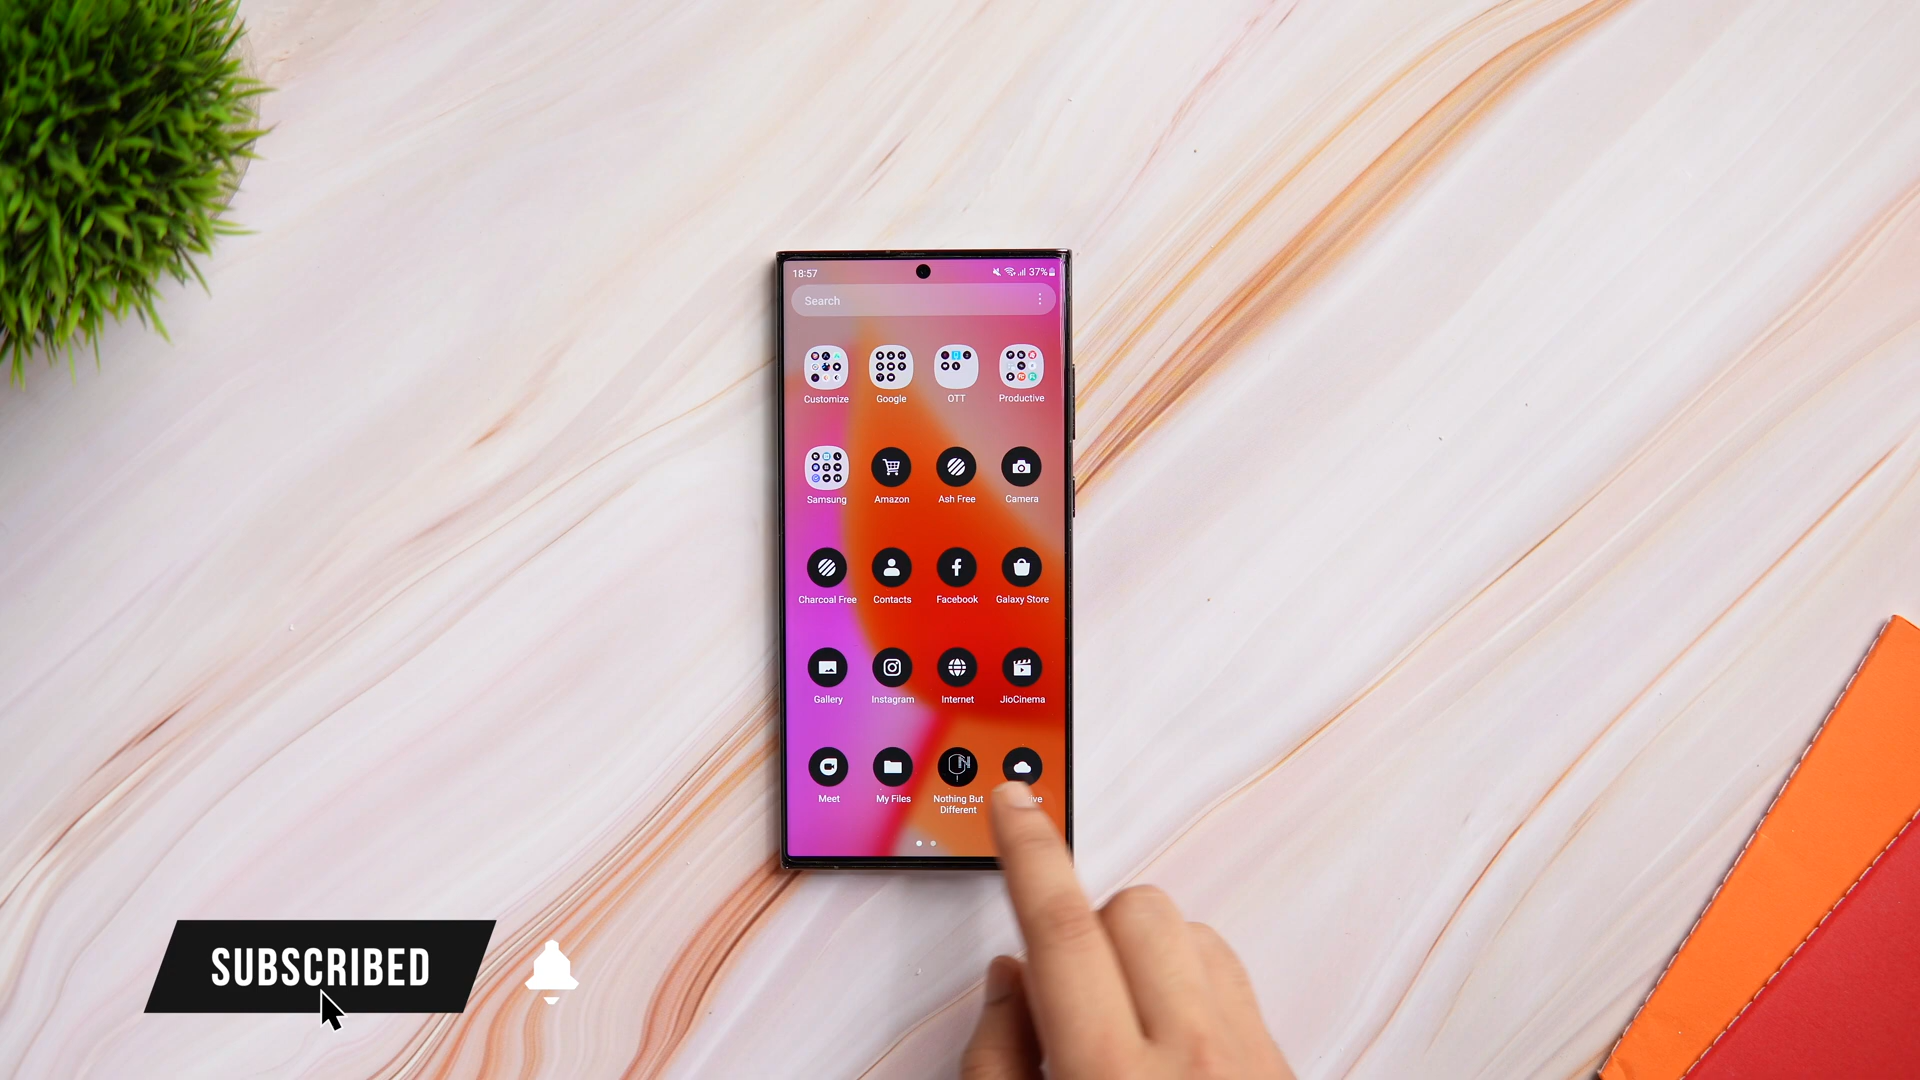 18:57
37%
Search
Customize
Google
OTT
Productive
Samsung
Amazon
Ash Free
Camera
Charcoal Free
Contacts
Facebook
Galaxy Store
Gallery
Instagram
Internet
JioCinema
Meet
My Files
Nothing But
Different
SUBSCRIBED